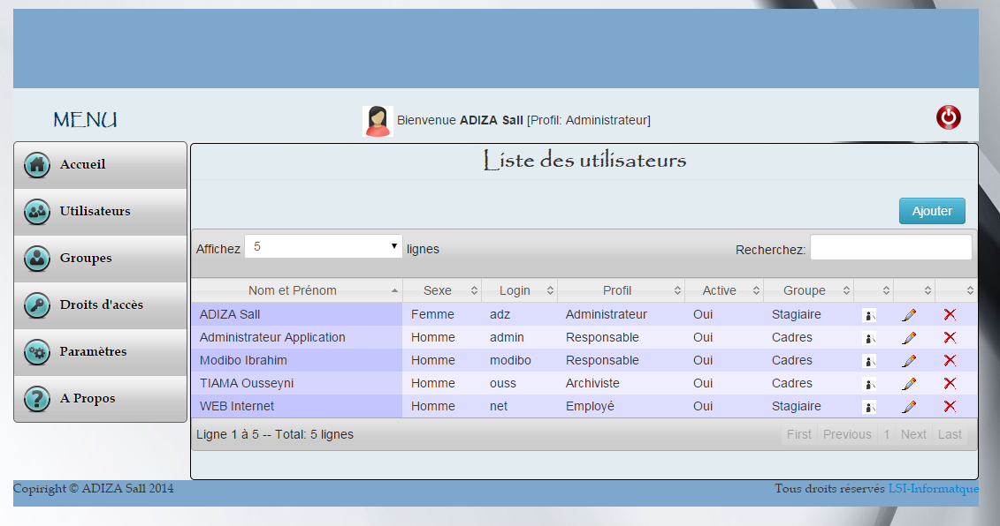 MENU
Bienvenue ADIZA Sall [Profil: Administrateur]
Accueil
Utilisateurs
Groupes
Droits d'accès
Paramètres
A Propos
Liste des utilisateurs
Ajouter
Affichez 5 lignes Recherchez:
Nom et Prénom Sexe Login Profil Active Groupe
ADIZA Sall Femme adz Administrateur Oui Stagiaire
Administrateur Application Homme admin Responsable Oui Cadres
Modibo Ibrahim Homme modibo Responsable Oui Cadres
TIAMA Ousseyni Homme ouss Archiviste Oui Cadres
WEB Internet Homme net Employé Oui Stagiaire
Ligne 1 à 5 -- Total: 5 lignes First Previous 1 Next Last
Copiright © ADIZA Sall 2014 Tous droits réservés LSI-Informatque